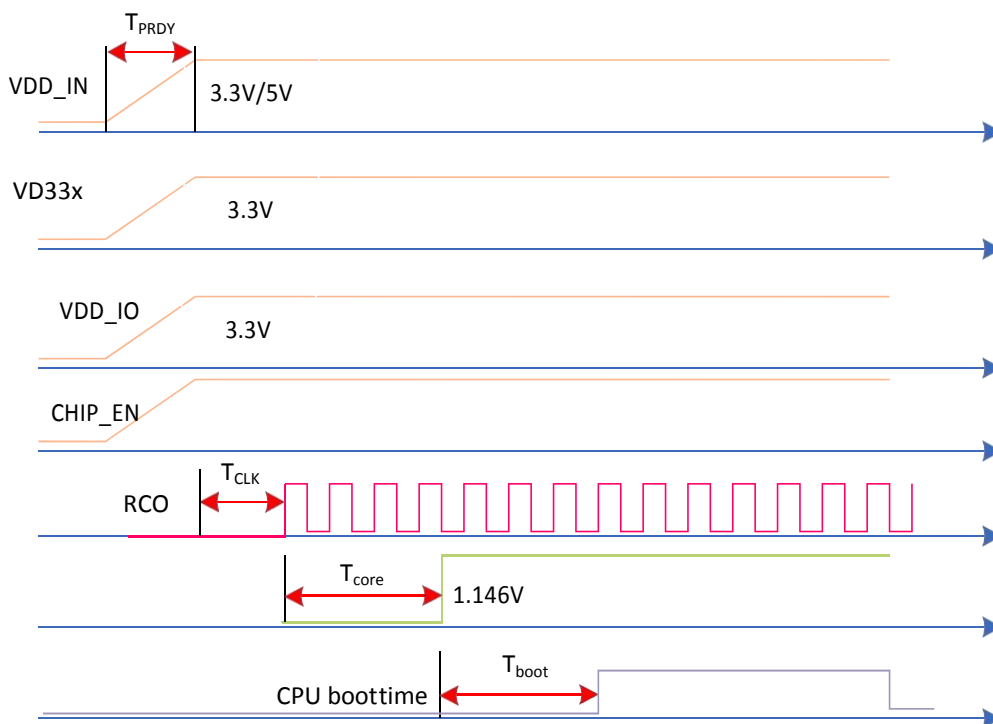 TPRDY
VDD_IN
3.3V/5V
VD33x
3.3V
VDD_IO
3.3V
CHIP_EN
TCLK
RCO
Tcore
1.146V
Tboot
CPU boottime